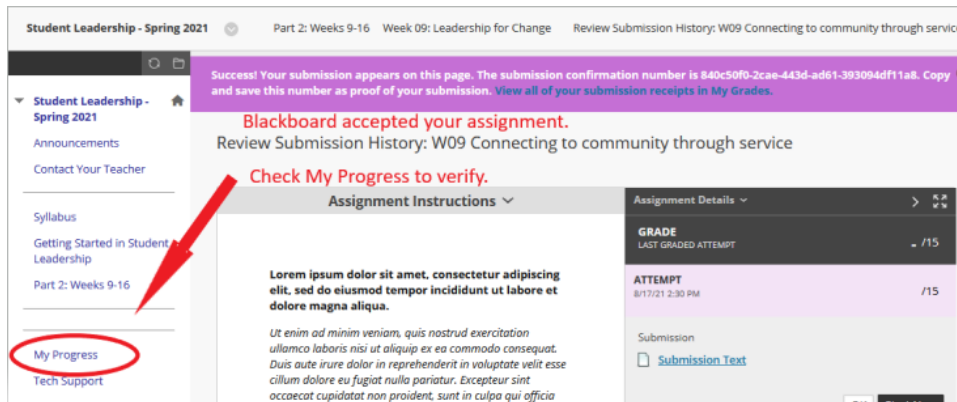 Student Leadership - Spring 2021
Part 2: Weeks 9-16 Week 09: Leadership for Change Review Submission History: W09 Connecting to community through service
Success! Your submission appears on this page. The submission confirmation number is 840c50f0-2cae-443d-ad61-393094df11a8. Copy
and save this number as proof of your submission. View all of your submission receipts in My Grades.
Student Leadership -
Spring 2021
Announcements
Contact Your Teacher
Syllabus
Getting Started in Student
Leadership
Part 2: Weeks 9-16
My Progress
Tech Support
Blackboard accepted your assignment.
Review Submission History: W09 Connecting to community through service
Check My Progress to verify.
Assignment Instructions
Lorem ipsum dolor sit amet, consectetur adipiscing
elit, sed do eiusmod tempor incididunt ut labore et
dolore magna aliqua.
Ut enim ad minim veniam, quis nostrud exercitation
ullamco laboris nisi ut aliquip ex ea commodo consequat.
Duis aute irure dolor in reprehenderit in voluptate velit esse
cillum dolore eu fugiat nulla pariatur. Excepteur sint
occaecat cupidatat non proident, sunt in culpa qui officia
Assignment Details
GRADE
LAST GRADED ATTEMPT
- /15
ATTEMPT
8/17/21 2:30 PM
/15
Submission
Submission Text